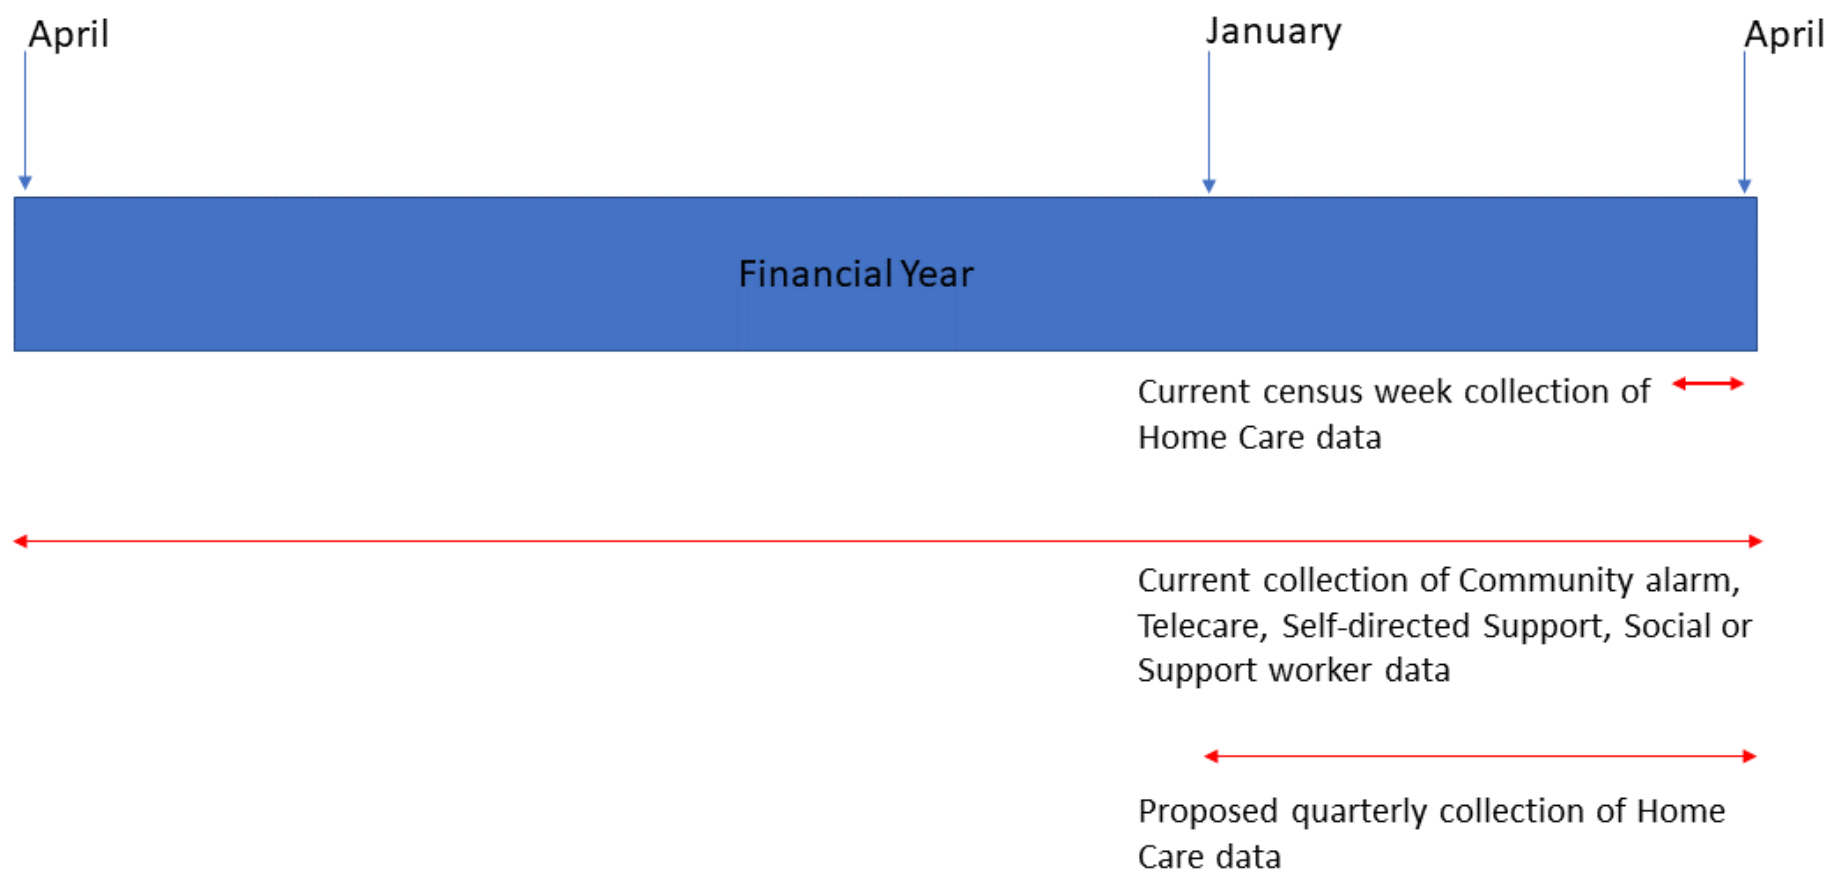 April
January
April
Financial Year
Current census week collection of
Home Care data
Current collection of Community alarm,
Telecare, Self-directed Support, Social or
Support worker data
Proposed quarterly collection of Home
Care data